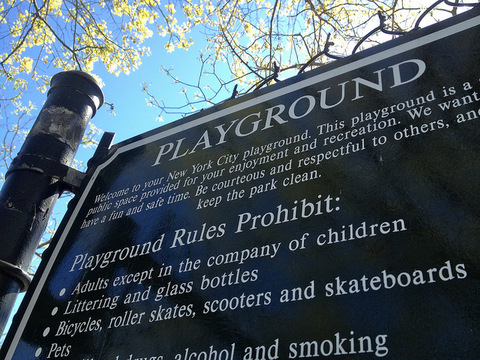 PLAYGROUND
Welcome to your New York City playground. This playground is a
public space provided for your enjoyment and recreation. We want
have a fun and safe time. Be courteous and respectful to others, and
keep the park clean.
Playground Rules Prohibit:
• Adults except in the company of children
• Littering and glass bottles
• Bicycles, roller skates, scooters and skateboards
• Pets
drugs, alcohol and smoking